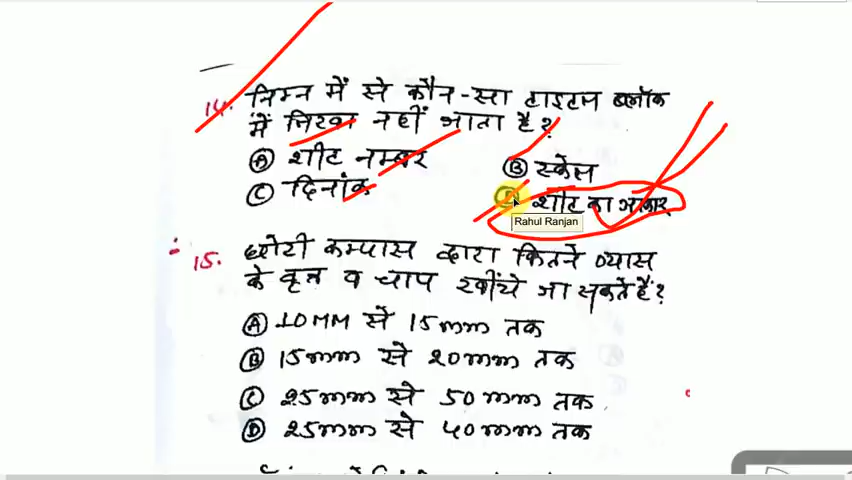 14. निम्न में से कौन-सा टाइटल ब्लॉक
में लिखा नहीं जाता है?
Ⓐ शीट नम्बर Ⓑ स्केल
Ⓒ दिनांक Ⓓ शीट का आकार
Rahul Ranjan
15. छोटी कम्पास द्वारा कितने व्यास
के वृत्त व चाप खींचे जा सकते हैं?
Ⓐ 10MM से 15mm तक
Ⓑ 15mm से 20mm तक
Ⓒ 25mm से 50mm तक
Ⓓ 25mm से 40mm तक